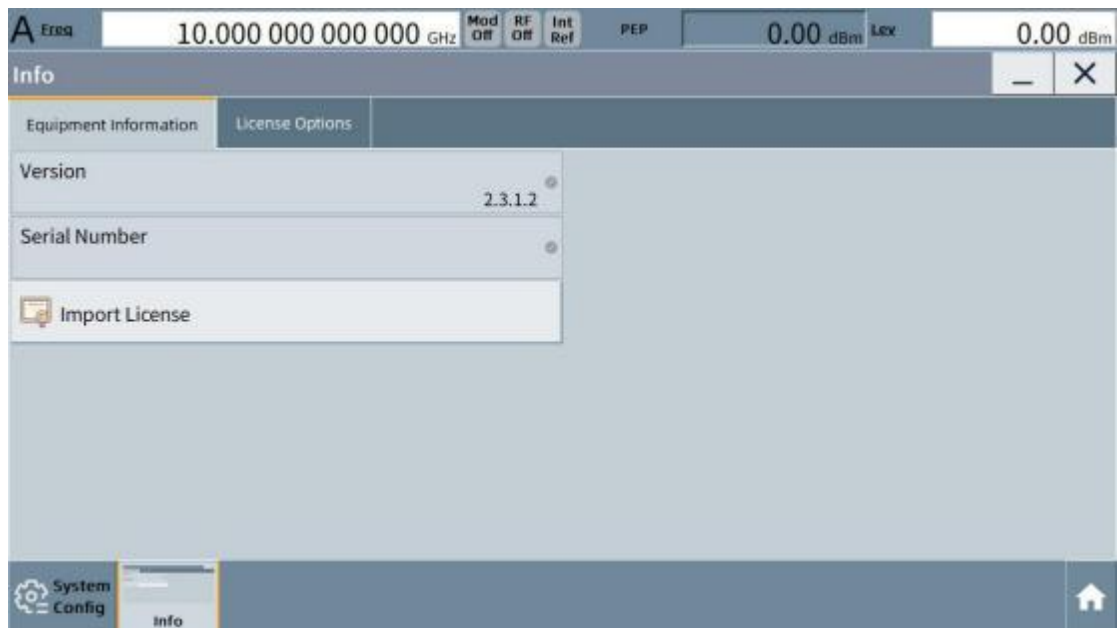 A Freq 10.000 000 000 000 GHz Mod Off RF Off Int Ref PEP 0.00 dBm Lev 0.00 dBm
Info
Equipment Information License Options
Version
2.3.1.2
Serial Number
Import License
System
Config
Info